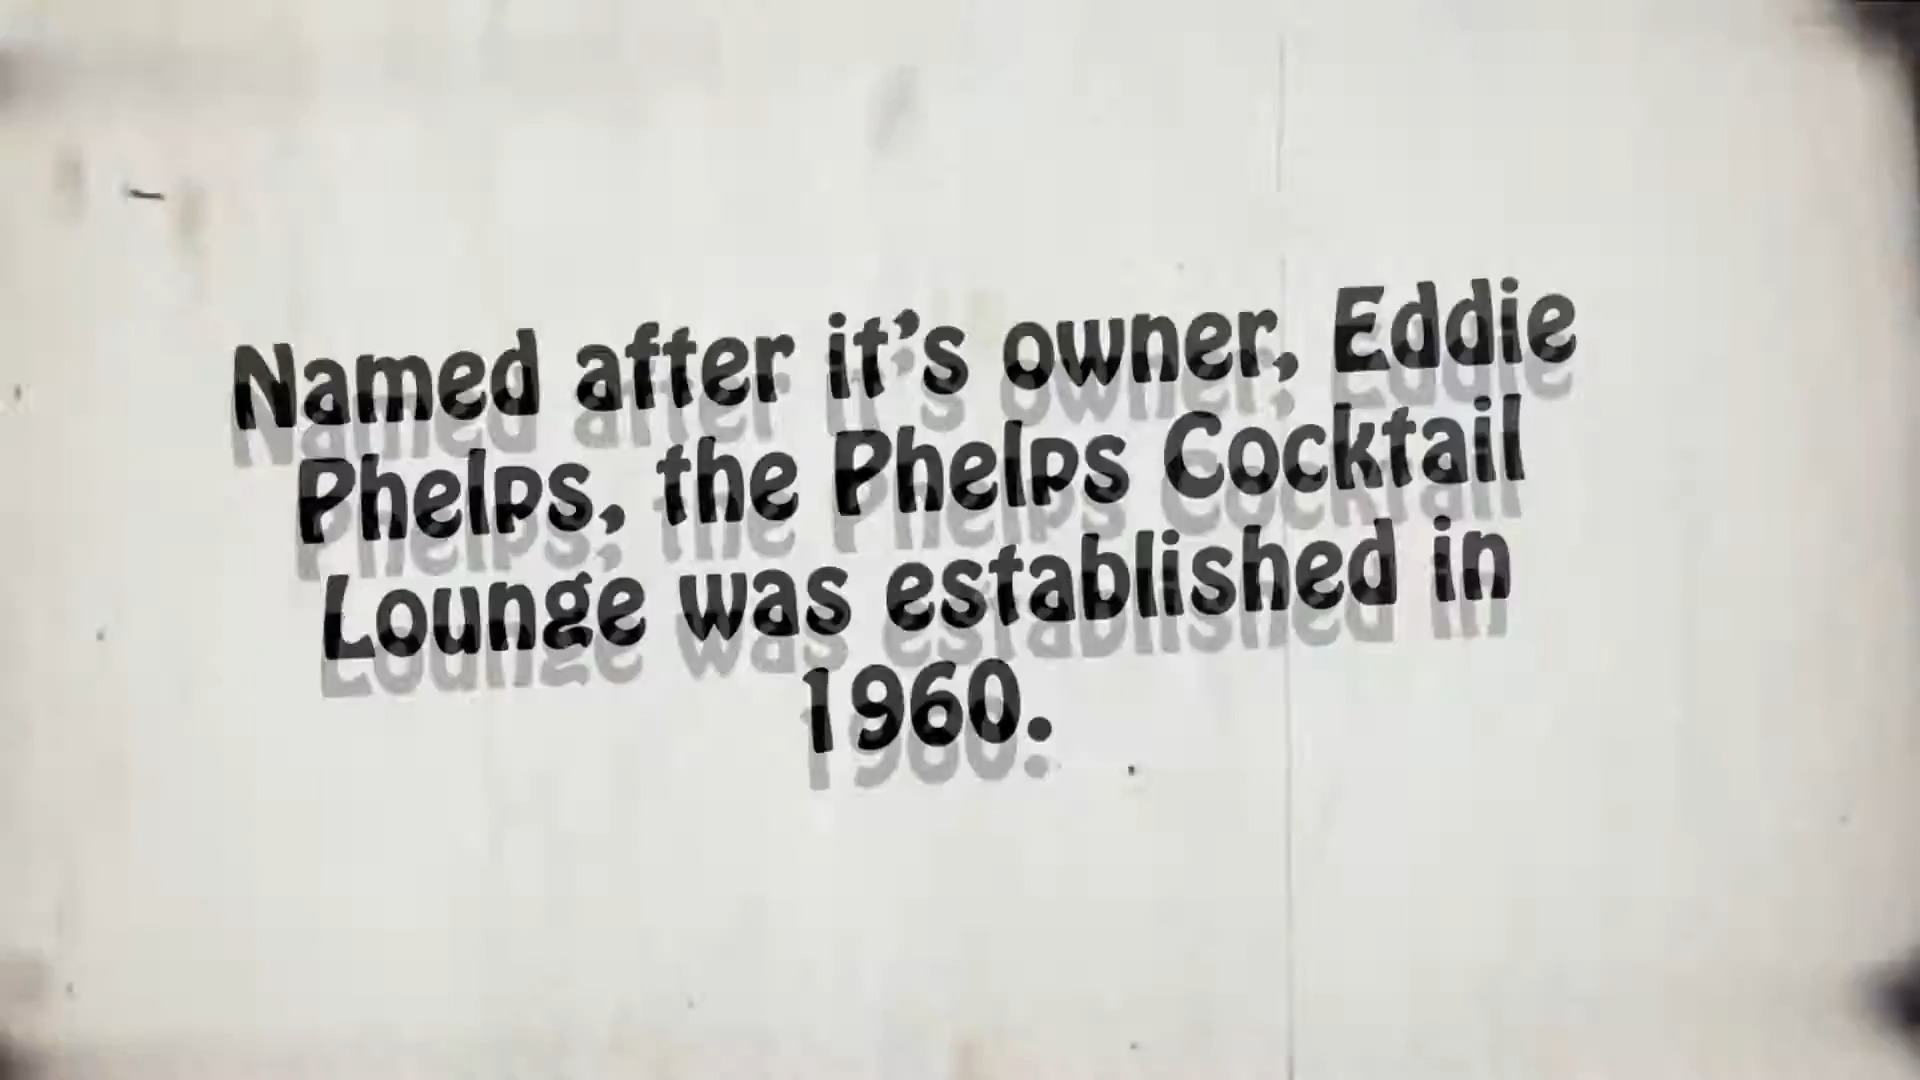 Named after it’s owner, Eddie
Phelps, the Phelps Cocktail
Lounge was established in
1960.